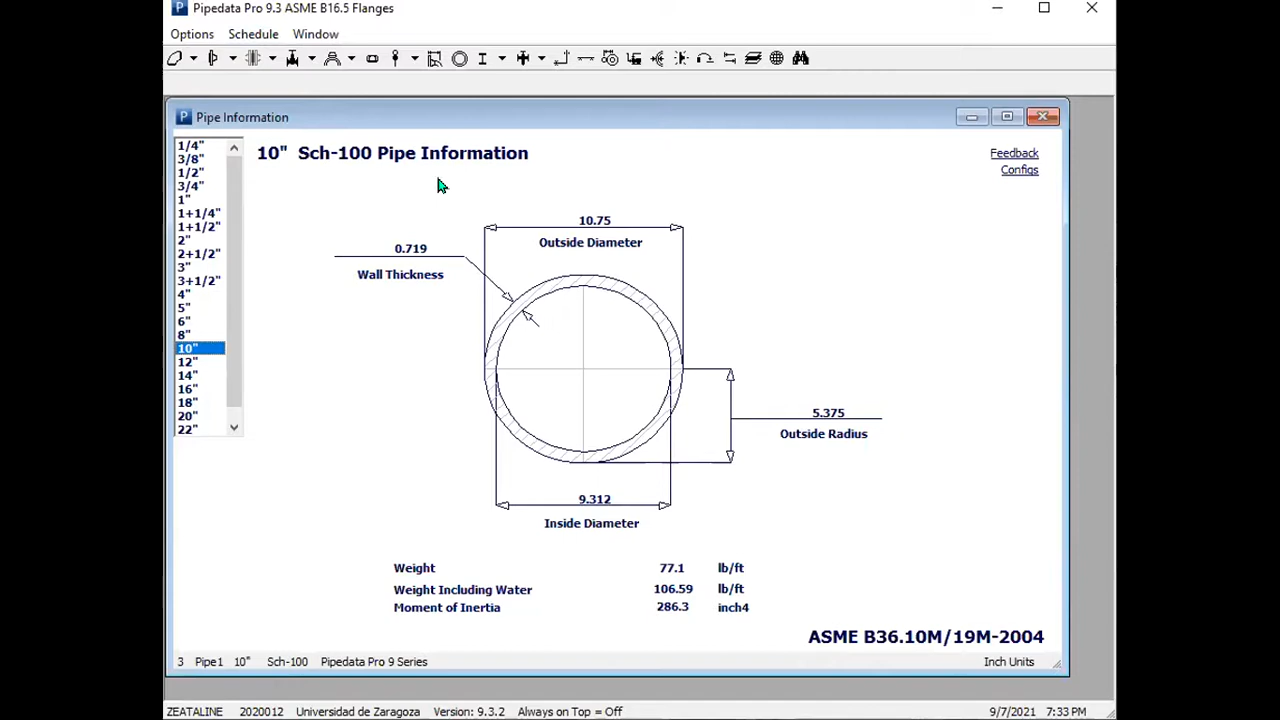 Pipedata Pro 9.3 ASME B16.5 Flanges
Options Schedule Window
Pipe Information
1/4"
3/8"
1/2"
3/4"
1"
1+1/4"
1+1/2"
2"
2+1/2"
3"
3+1/2"
4"
5"
6"
8"
10"
12"
14"
16"
18"
20"
22"
10" Sch-100 Pipe Information
Feedback
Configs
10.75
Outside Diameter
0.719
Wall Thickness
5.375
Outside Radius
9.312
Inside Diameter
Weight 77.1 lb/ft
Weight Including Water 106.59 lb/ft
Moment of Inertia 286.3 inch4
ASME B36.10M/19M-2004
3 Pipe1 10" Sch-100 Pipedata Pro 9 Series Inch Units
ZEATALINE 2020012 Universidad de Zaragoza Version: 9.3.2 Always on Top = Off 9/7/2021 7:33 PM